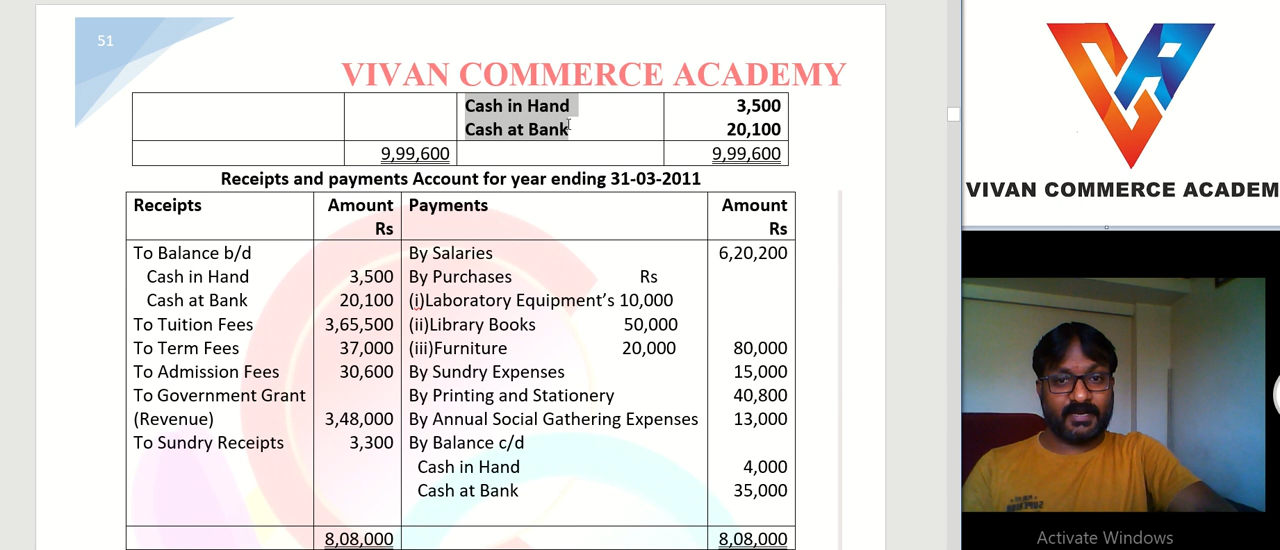 51
VIVAN COMMERCE ACADEMY
Cash in Hand 3,500
Cash at Bank 20,100
9,99,600 9,99,600
Receipts and payments Account for year ending 31-03-2011
Receipts Amount Payments Amount
Rs Rs
To Balance b/d By Salaries 6,20,200
Cash in Hand 3,500 By Purchases Rs
Cash at Bank 20,100 (i)Laboratory Equipment’s 10,000
To Tuition Fees 3,65,500 (ii)Library Books 50,000
To Term Fees 37,000 (iii)Furniture 20,000 80,000
To Admission Fees 30,600 By Sundry Expenses 15,000
To Government Grant By Printing and Stationery 40,800
(Revenue) 3,48,000 By Annual Social Gathering Expenses 13,000
To Sundry Receipts 3,300 By Balance c/d
Cash in Hand 4,000
Cash at Bank 35,000
8,08,000 8,08,000
VIVAN COMMERCE ACADEM
Activate Windows